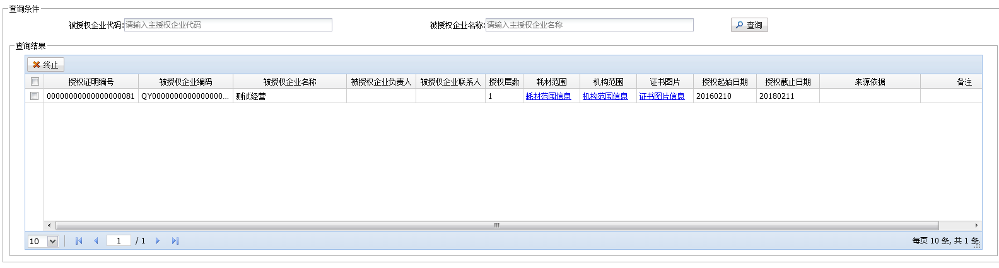 查询条件
被授权企业代码: 请输入主授权企业代码 被授权企业名称: 请输入主授权企业名称 查询
查询结果
终止
授权证明编号 被授权企业编码 被授权企业名称 被授权企业负责人 被授权企业联系人 授权层数 耗材范围 机构范围 证书图片 授权起始日期 授权截止日期 来源依据 备注
00000000000000000081 QY0000000000000000... 测试经营 1 耗材范围信息 机构范围信息 证书图片信息 20160210 20180211
10 1 / 1 每页 10 条, 共 1 条